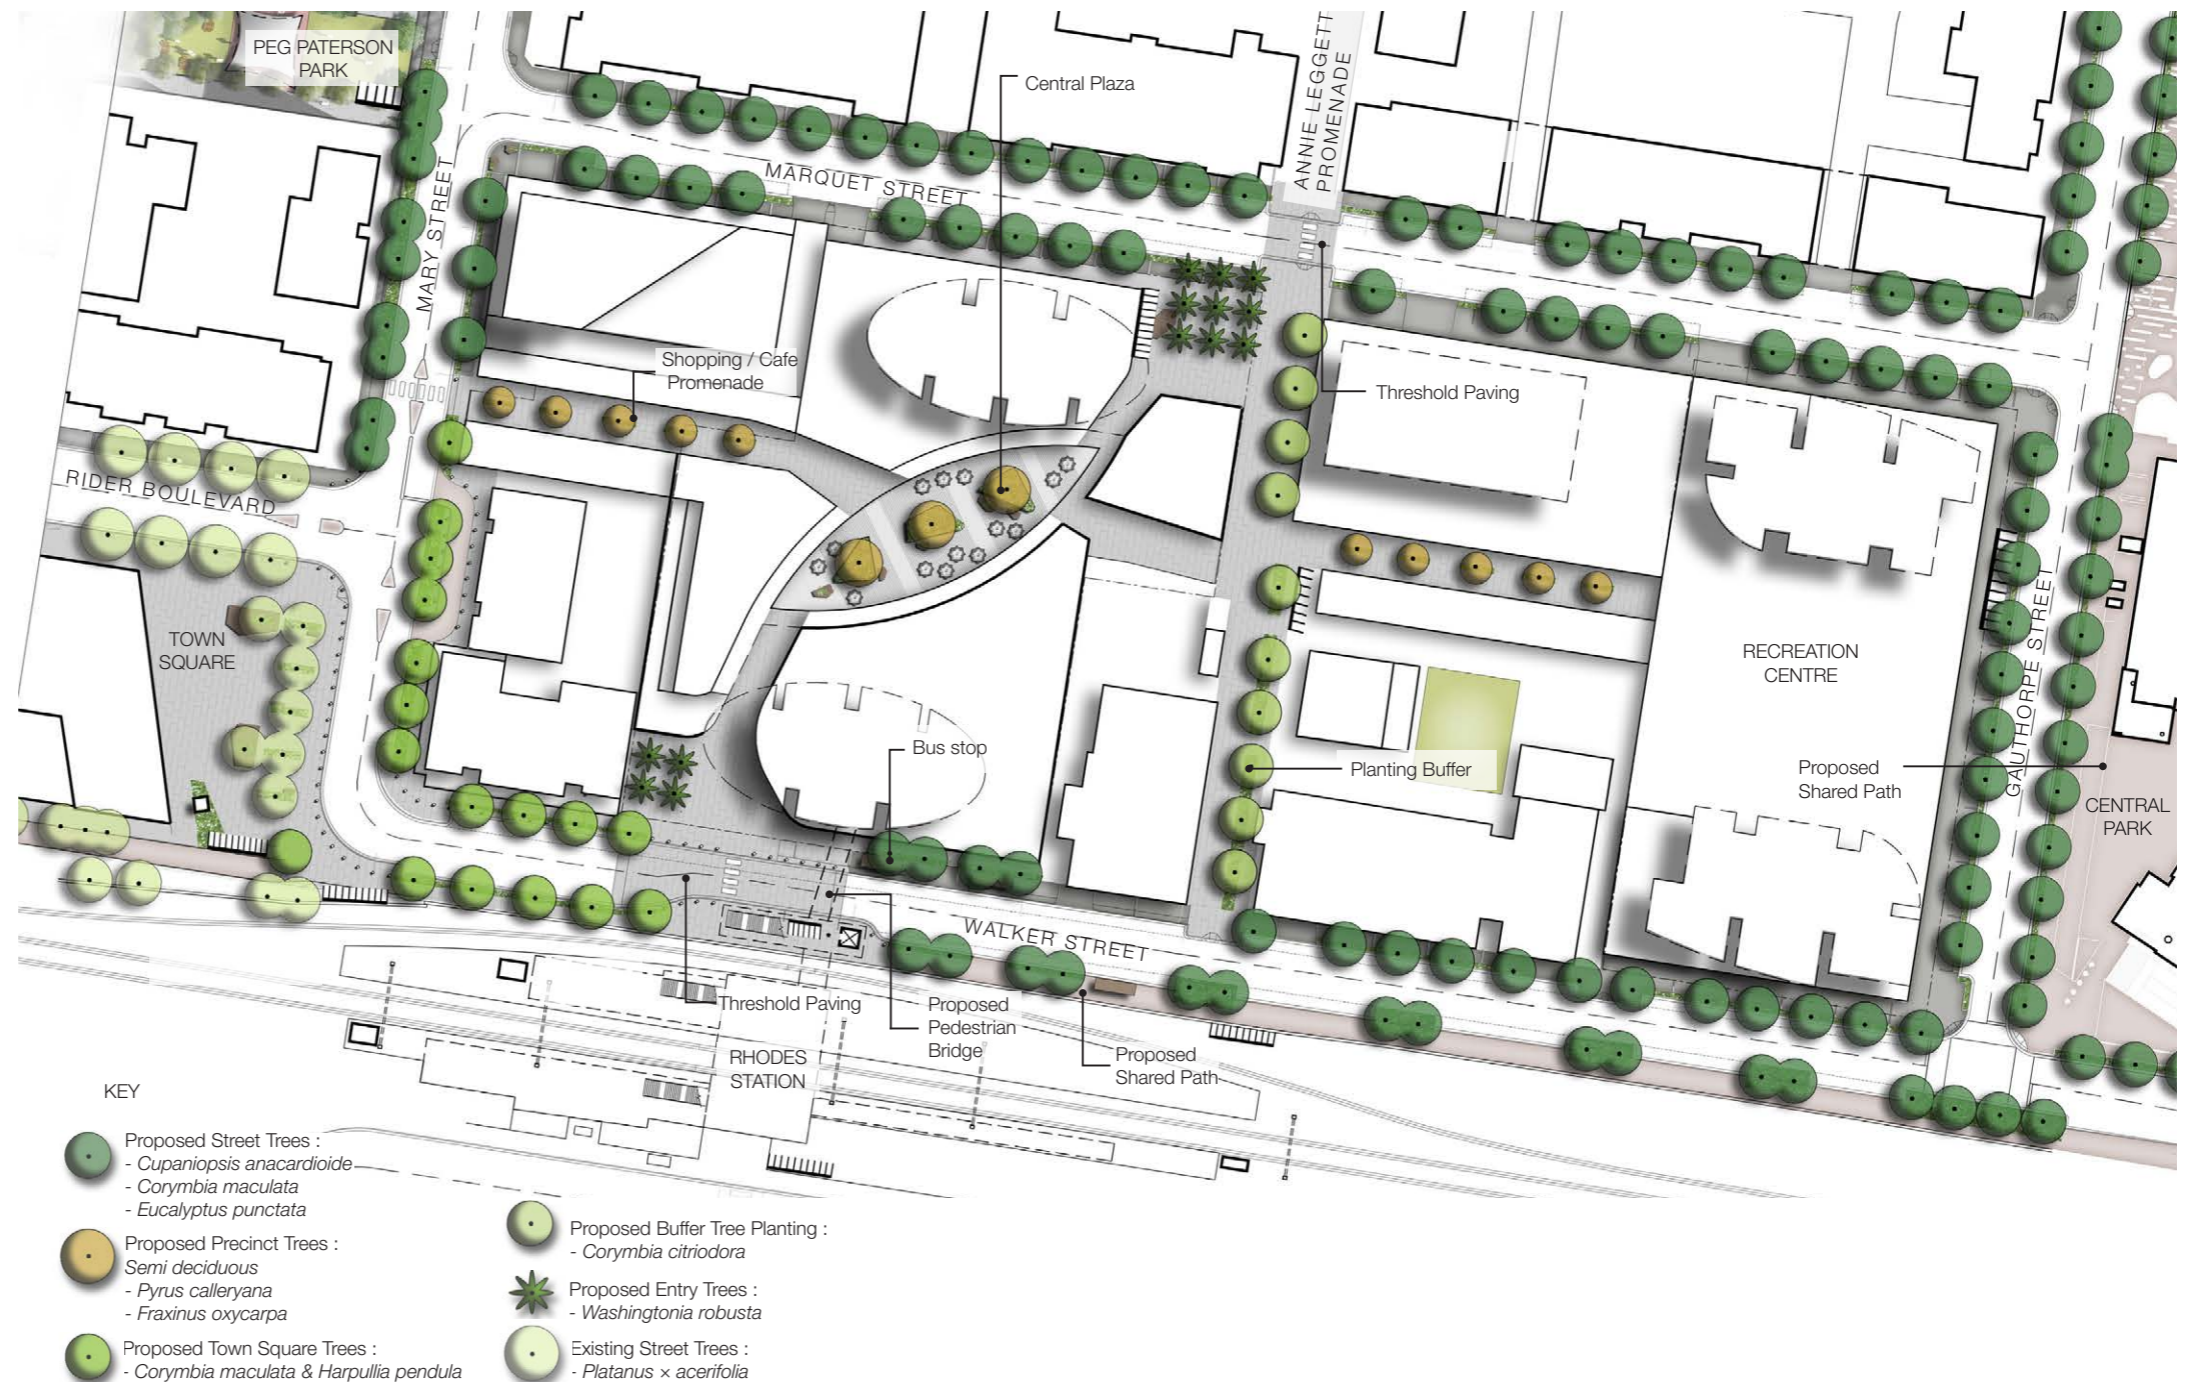 PEG PATERSON
PARK
Central Plaza
ANNIE LEGGETT
PROMENADE
MARQUET STREET
MARY STREET
Shopping / Cafe
Promenade
Threshold Paving
RIDER BOULEVARD
TOWN
SQUARE
RECREATION
CENTRE
GAUTHORPE STREET
Bus stop
Planting Buffer
Proposed
Shared Path
CENTRAL
PARK
WALKER STREET
Threshold Paving
Proposed
Pedestrian
Bridge
Proposed
Shared Path
RHODES
STATION
KEY
Proposed Street Trees :
- Cupaniopsis anacardioide
- Corymbia maculata
- Eucalyptus punctata
Proposed Precinct Trees :
Semi deciduous
- Pyrus calleryana
- Fraxinus oxycarpa
Proposed Town Square Trees :
- Corymbia maculata & Harpullia pendula
Proposed Buffer Tree Planting :
- Corymbia citriodora
Proposed Entry Trees :
- Washingtonia robusta
Existing Street Trees :
- Platanus × acerifolia